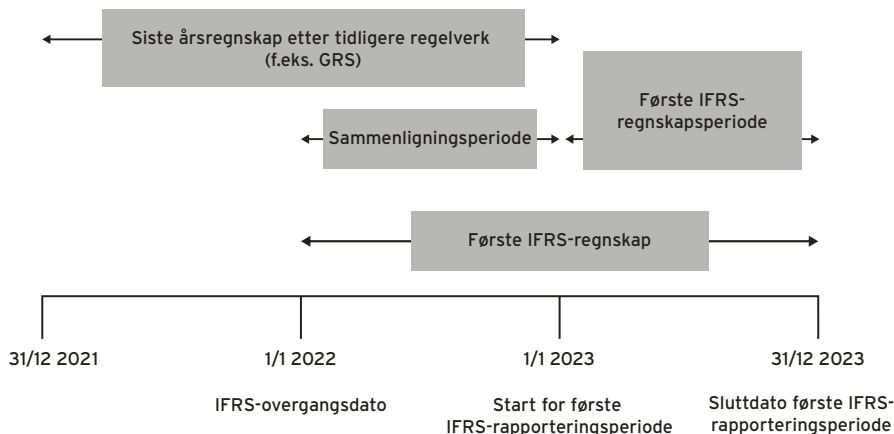 Siste årsregnskap etter tidligere regelverk
(f.eks. GRS)
Første IFRS-
regnskapsperiode
Sammenligningsperiode
Første IFRS-regnskap
31/12 2021
1/1 2022
1/1 2023
31/12 2023
IFRS-overgangsdato
Start for første
IFRS-rapporteringsperiode
Sluttdato første IFRS-
rapporteringsperiode